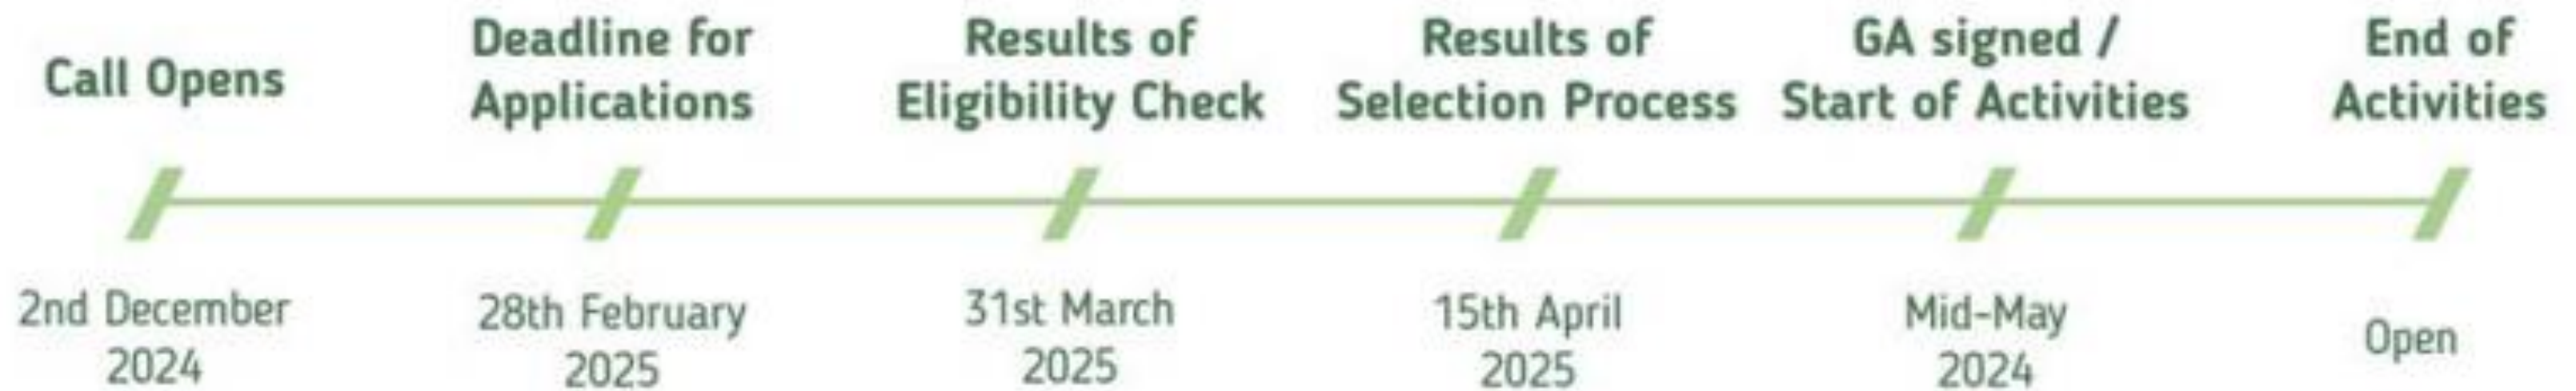 Call Opens
Deadline for
Applications
Results of
Eligibility Check
Results of
Selection Process
GA signed /
Start of Activities
End of
Activities
2nd December
2024
28th February
2025
31st March
2025
15th April
2025
Mid-May
2024
Open